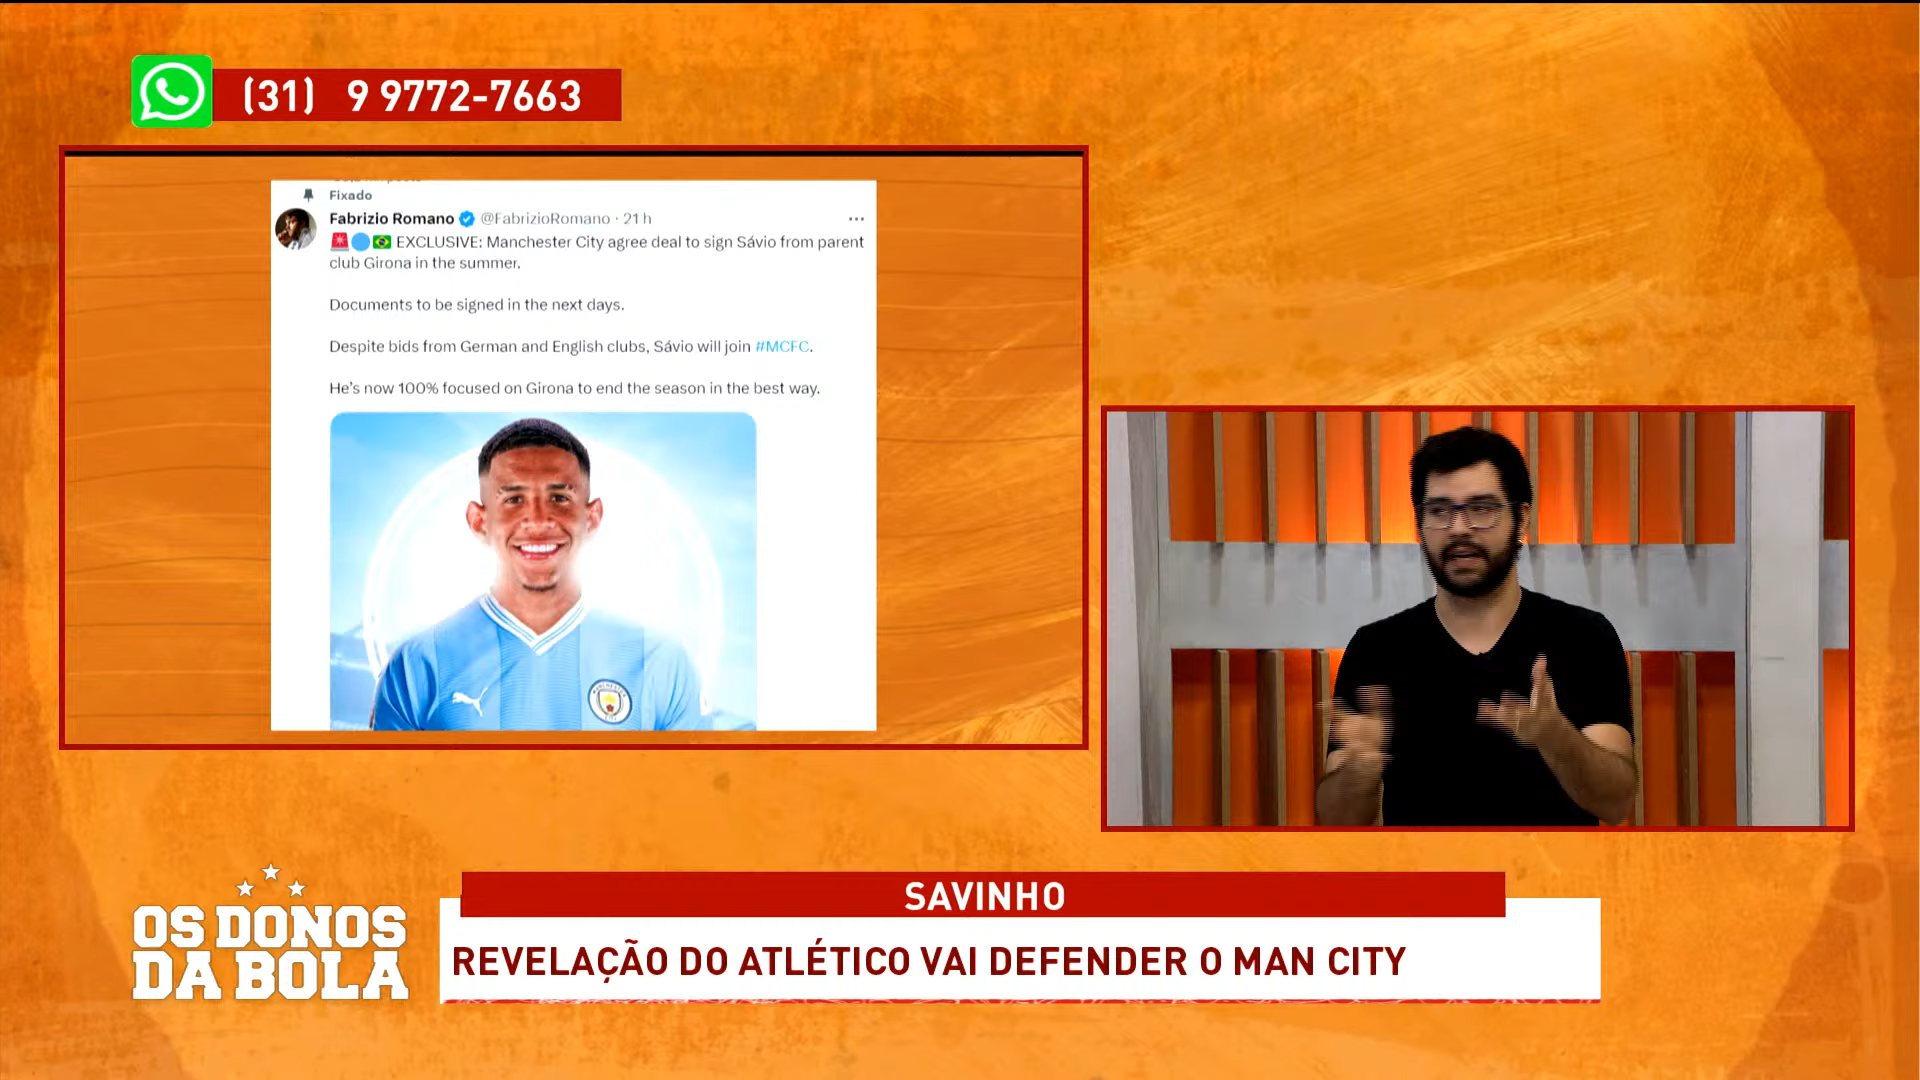 (31) 9 9772-7663
Fixado
Fabrizio Romano @FabrizioRomano · 21 h
EXCLUSIVE: Manchester City agree deal to sign Sávio from parent
club Girona in the summer.
Documents to be signed in the next days.
Despite bids from German and English clubs, Sávio will join #MCFC.
He's now 100% focused on Girona to end the season in the best way.
MANCHESTER
CITY
SAVINHO
OS DONOS
DA BOLA
REVELAÇÃO DO ATLÉTICO VAI DEFENDER O MAN CITY